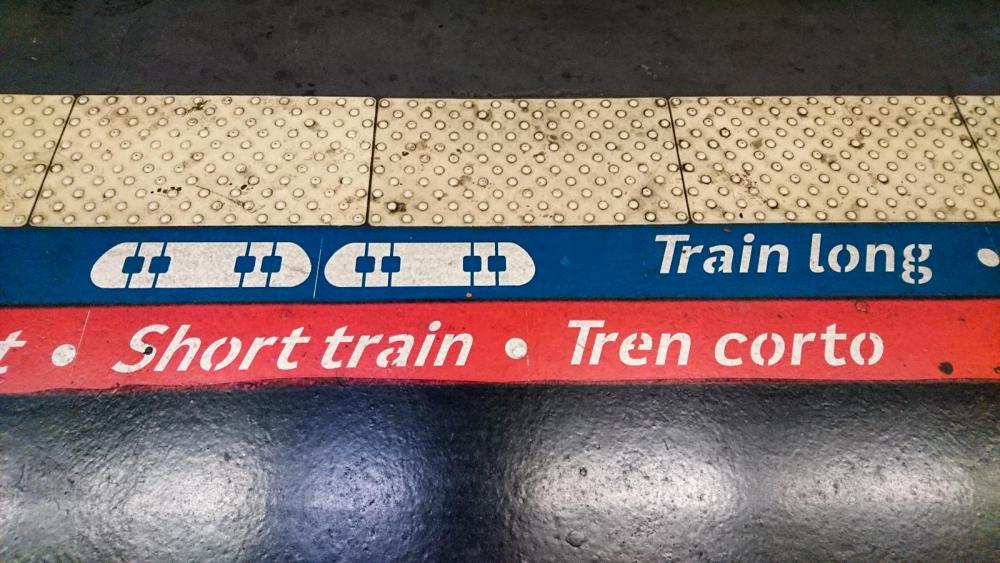 Train long •
t • Short train • Tren corto